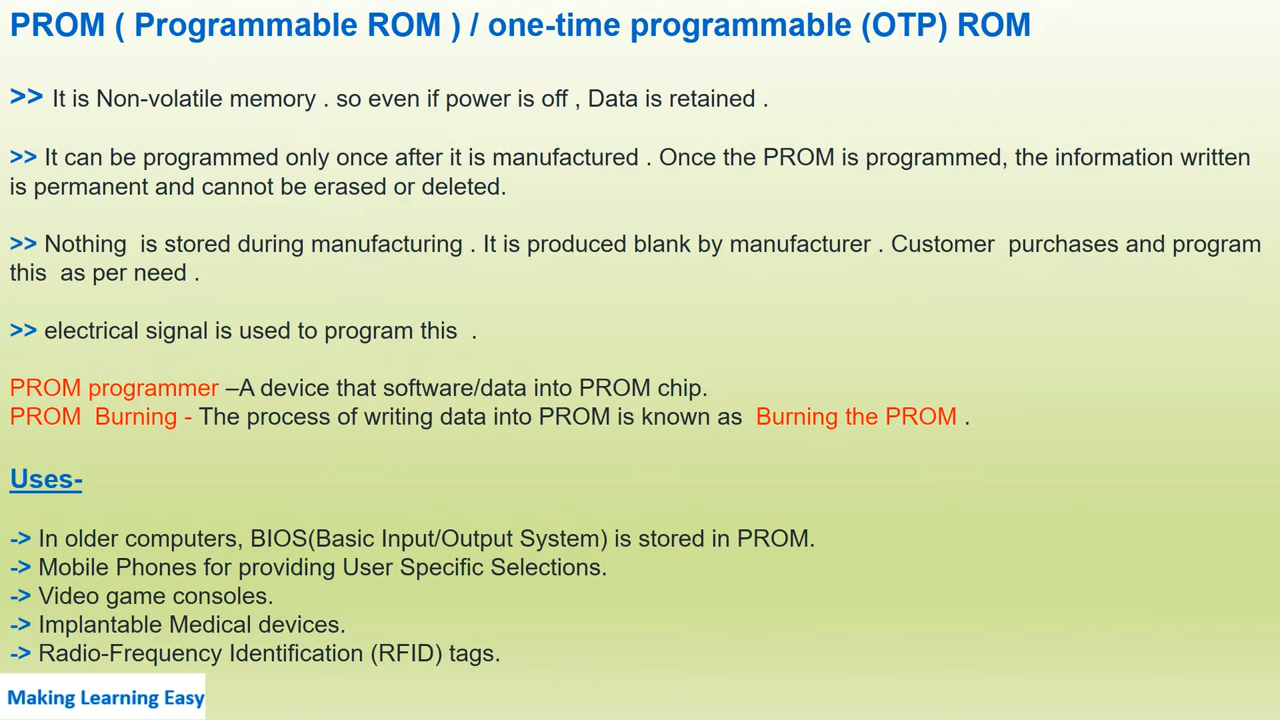 PROM ( Programmable ROM ) / one-time programmable (OTP) ROM
>> It is Non-volatile memory . so even if power is off , Data is retained .
>> It can be programmed only once after it is manufactured . Once the PROM is programmed, the information written
is permanent and cannot be erased or deleted.
>> Nothing  is stored during manufacturing . It is produced blank by manufacturer . Customer  purchases and program
this  as per need .
>> electrical signal is used to program this  .
PROM programmer –A device that software/data into PROM chip.
PROM  Burning - The process of writing data into PROM is known as  Burning the PROM .
Uses-
-> In older computers, BIOS(Basic Input/Output System) is stored in PROM.
-> Mobile Phones for providing User Specific Selections.
-> Video game consoles.
-> Implantable Medical devices.
-> Radio-Frequency Identification (RFID) tags.
Making Learning Easy